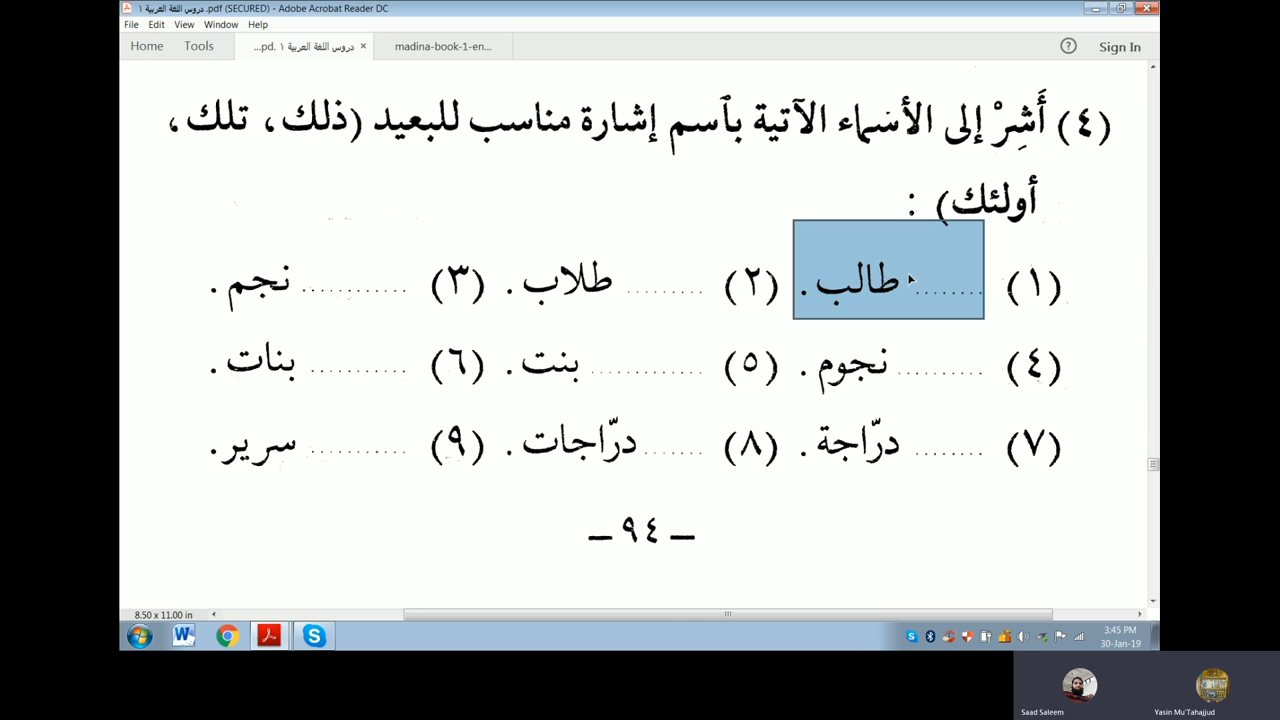 دروس اللغة العربية ١.pdf (SECURED) - Adobe Acrobat Reader DC
File Edit View Window Help
Home Tools دروس اللغة العربية ١ .pd... × madina-book-1-en... ? Sign In
(٤) أَشِرْ إلى الأسماء الآتية بٱسم إشارة مناسب للبعيد (ذلك، تلك،
أولئك) :
(١) ........ طالب . (٢) ........ طلاب . (٣) ............ نجم .
(٤) ......... نجوم . (٥) ............ بنت . (٦) ........... بنات .
(٧) ........ درّاجة . (٨) ...... درّاجات . (٩) ........... سرير .
– ٩٤ –
8.50 x 11.00 in
3:45 PM
30-Jan-19
Saad Saleem Yasin Mu`Tahajjud